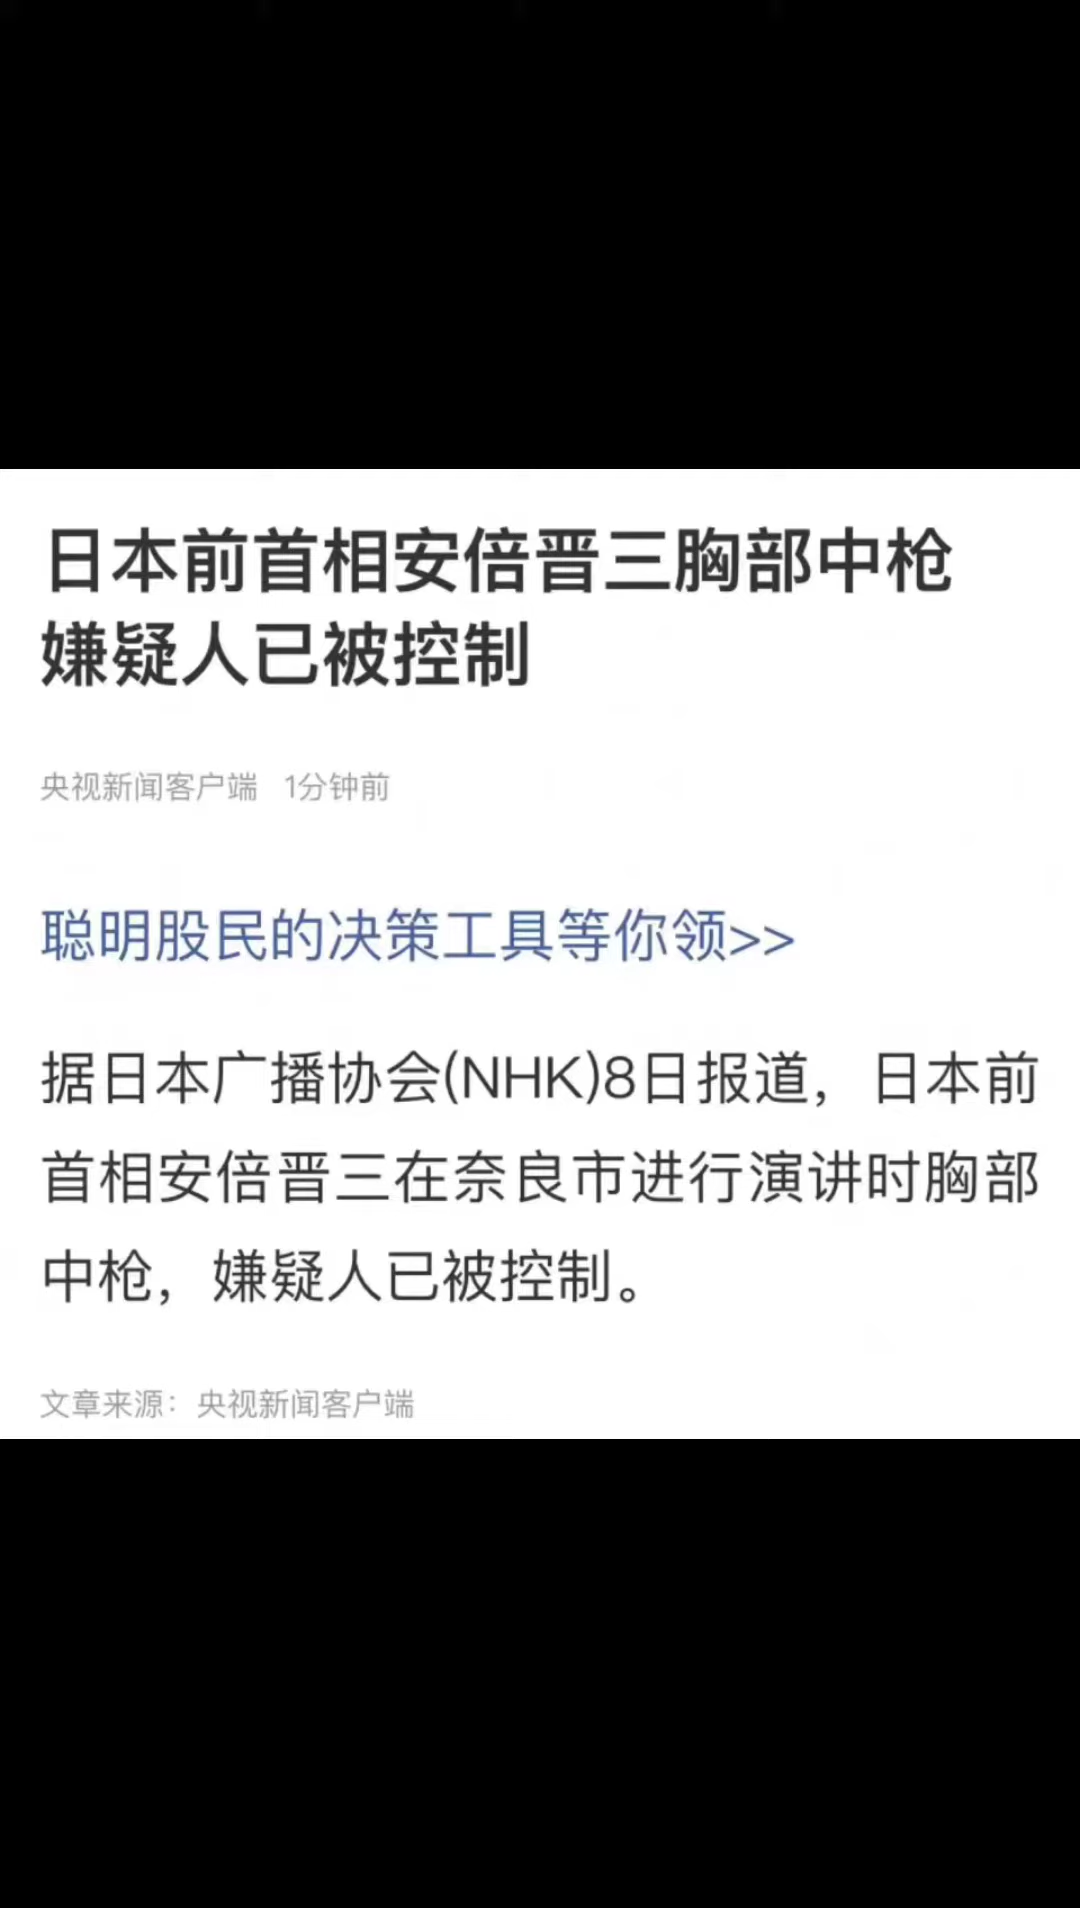 日本前首相安倍晋三胸部中枪
嫌疑人已被控制
央视新闻客户端 1分钟前
聪明股民的决策工具等你领>>
据日本广播协会(NHK)8日报道，日本前
首相安倍晋三在奈良市进行演讲时胸部
中枪，嫌疑人已被控制。
文章来源：央视新闻客户端